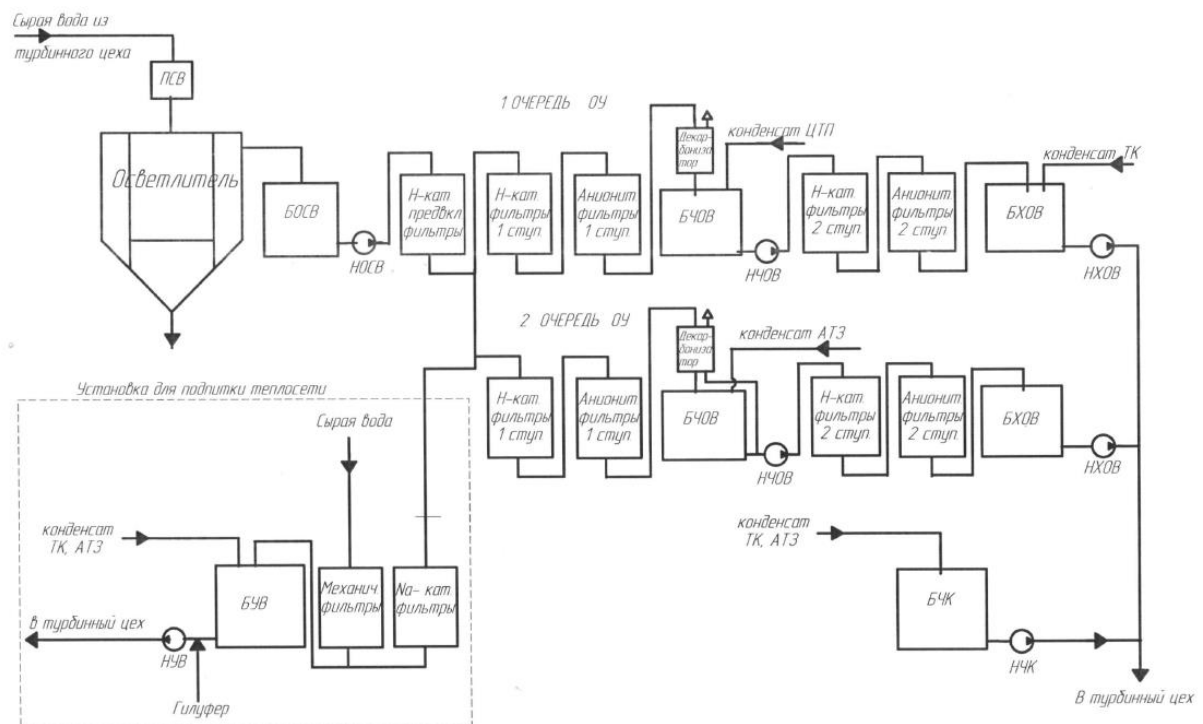 Сырая вода из
турбинного цеха
ПСВ
Осветлитель
БОСВ
НОСВ
1 ОЧЕРЕДЬ ОУ
Н-кат.
предвкл
фильтры
Н-кат.
фильтры
1 ступ.
Анионит.
фильтры
1 ступ.
Декар-
бониза
тор
конденсат ЦТП
БЧОВ
НЧОВ
Н-кат.
фильтры
2 ступ.
Анионит.
фильтры
2 ступ.
конденсат ТК
БХОВ
НХОВ
2 ОЧЕРЕДЬ ОУ
Н-кат.
фильтры
1 ступ.
Анионит.
фильтры
1 ступ.
Декар-
бониза
тор
конденсат АТЗ
БЧОВ
НЧОВ
Н-кат.
фильтры
2 ступ.
Анионит.
фильтры
2 ступ.
БХОВ
НХОВ
Установка для подпитки теплосети
Сырая вода
конденсат
ТК, АТЗ
БУВ
Механич
фильтры
Na- кат.
фильтры
в турбинный цех
НУВ
Гилуфер
конденсат
ТК, АТЗ
БЧК
НЧК
В турбинный цех